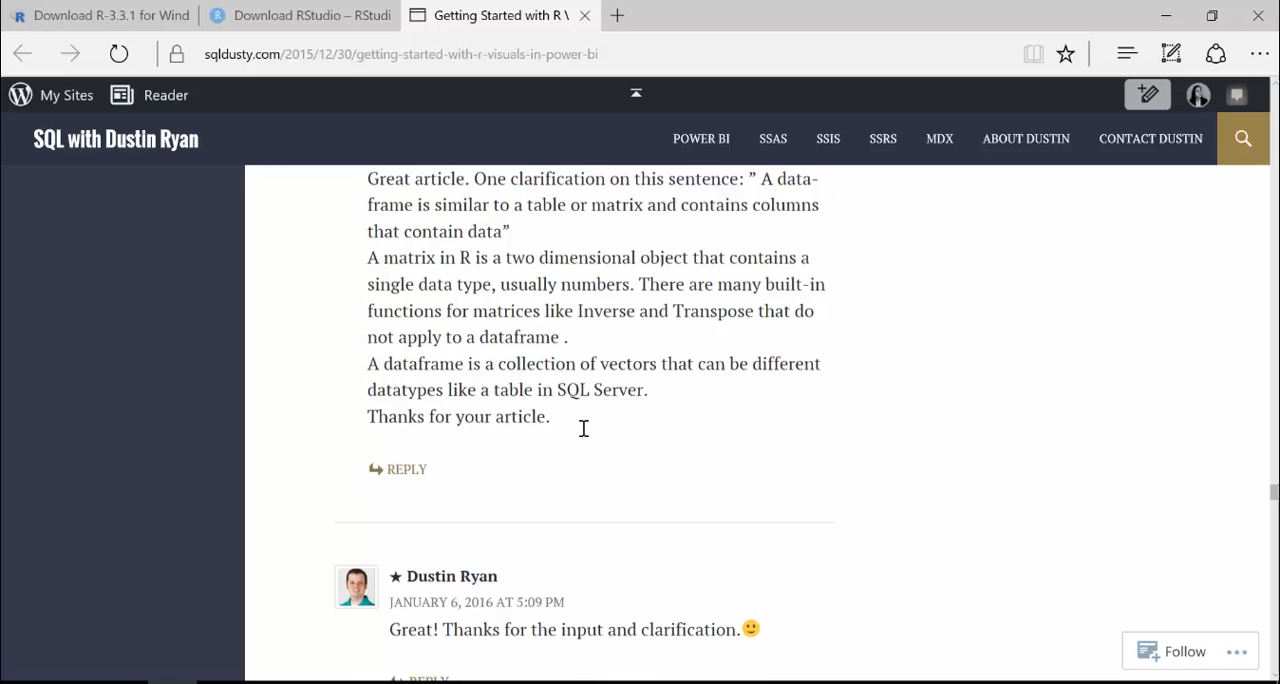 Download R-3.3.1 for Wind
Download RStudio – RStudi
Getting Started with R \
sqldusty.com/2015/12/30/getting-started-with-r-visuals-in-power-bi
My Sites
Reader
SQL with Dustin Ryan
POWER BI
SSAS
SSIS
SSRS
MDX
ABOUT DUSTIN
CONTACT DUSTIN
Great article. One clarification on this sentence: ” A data-
frame is similar to a table or matrix and contains columns
that contain data”
A matrix in R is a two dimensional object that contains a
single data type, usually numbers. There are many built-in
functions for matrices like Inverse and Transpose that do
not apply to a dataframe .
A dataframe is a collection of vectors that can be different
datatypes like a table in SQL Server.
Thanks for your article.
REPLY
★ Dustin Ryan
JANUARY 6, 2016 AT 5:09 PM
Great! Thanks for the input and clarification.🙂
REPLY
Follow